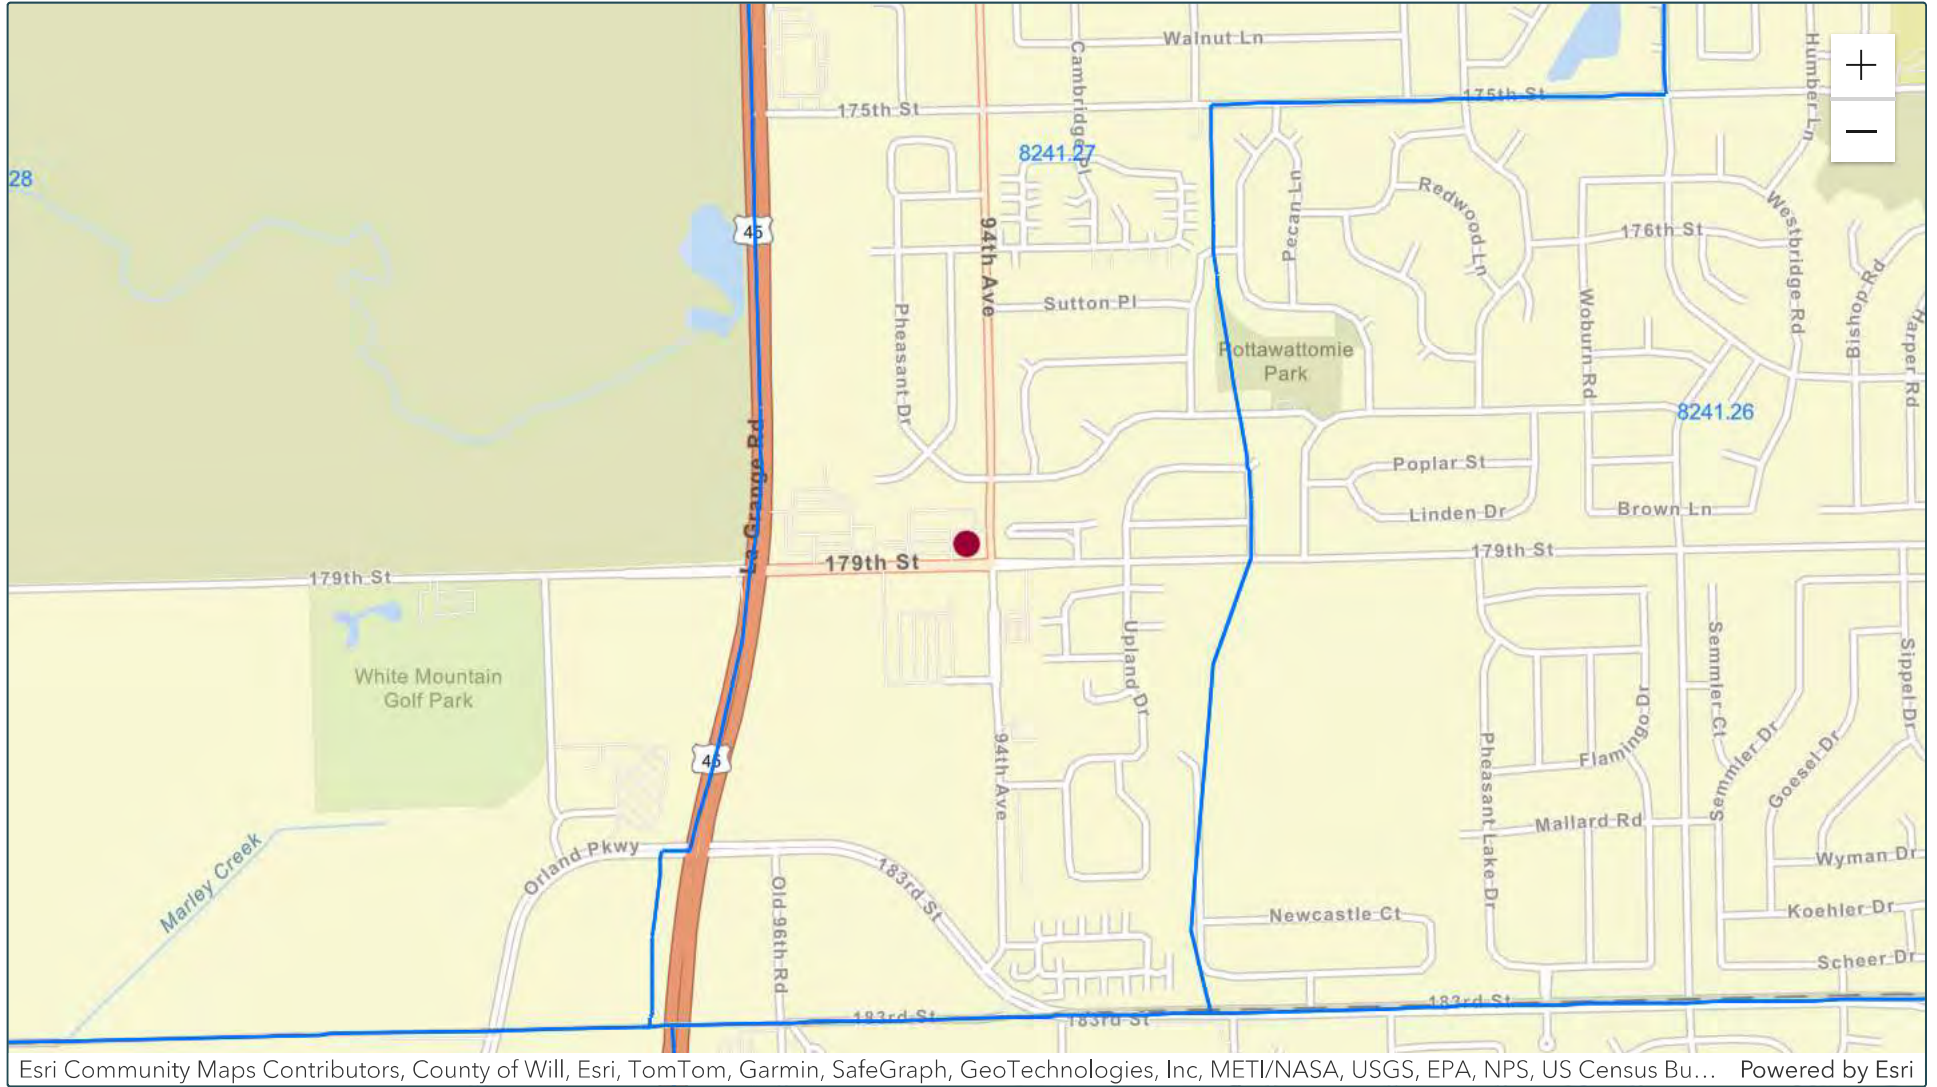 Walnut Ln
Humber Ln
Cambridge Pl
175th St
175th St
8241.27
28
Pecan Ln
Redwood Ln
Westbridge Rd
45
94th Ave
176th St
Bishop Rd
Sutton Pl
Woburn Rd
Pheasant Dr
Harper Rd
Pottawattomie
Park
8241.26
La Grange Rd
Poplar St
Linden Dr
Brown Ln
179th St
179th St
179th St
White Mountain
Golf Park
Upland Dr
Semmler Ct
Sippel Dr
Flamingo Dr
45
94th Ave
Pheasant Lake Dr
Semmler Dr
Goesel Dr
Mallard Rd
Orland Pkwy
Marley Creek
183rd St
Old 96th Rd
Wyman Dr
Newcastle Ct
Koehler Dr
Scheer Dr
183rd St
183rd St
183rd St
Esri Community Maps Contributors, County of Will, Esri, TomTom, Garmin, SafeGraph, GeoTechnologies, Inc, METI/NASA, USGS, EPA, NPS, US Census Bu... Powered by Esri